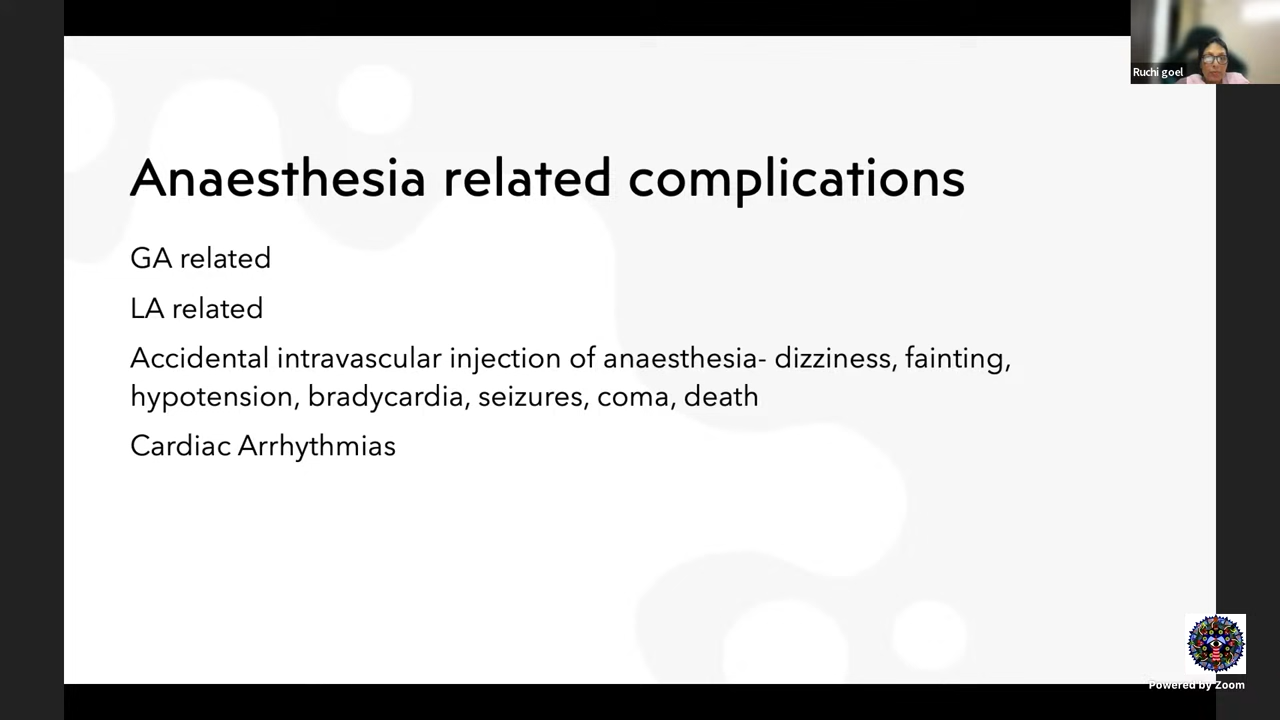 Ruchi goel
Anaesthesia related complications
GA related
LA related
Accidental intravascular injection of anaesthesia- dizziness, fainting,
hypotension, bradycardia, seizures, coma, death
Cardiac Arrhythmias
Powered by Zoom